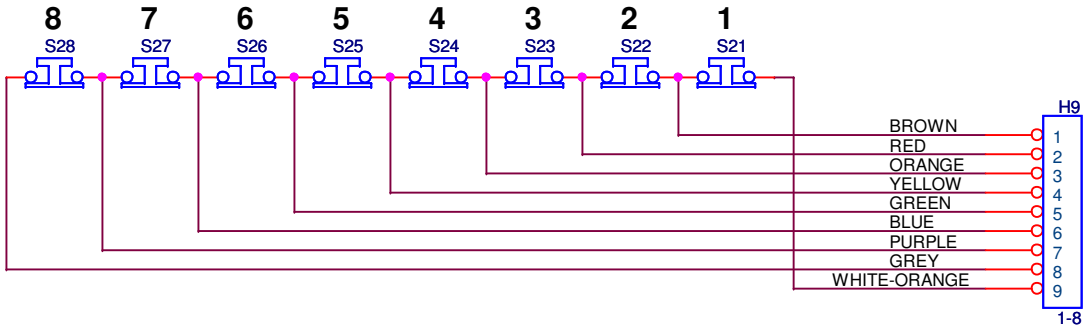 8 7 6 5 4 3 2 1
S28 S27 S26 S25 S24 S23 S22 S21
H9
BROWN 1
RED 2
ORANGE 3
YELLOW 4
GREEN 5
BLUE 6
PURPLE 7
GREY 8
WHITE-ORANGE 9
1-8